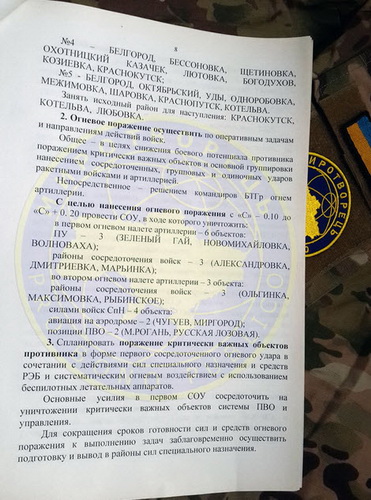 8
№4 – БЕЛГОРОД, БЕССОНОВКА, ЩЕТИНОВКА,
ОХОТНИЦКИЙ КАЗАЧЕК, ЛЮТОВКА, БОГОДУХОВ,
КОЗИЕВКА, КРАСНОКУТСК;
№5 - БЕЛГОРОД, ОКТЯБРЬСКИЙ, УДЫ, ОДНОРОБОВКА,
МЕЖИМОВКА, ШАРОВКА, КРАСНОПУТСК, КОТЕЛЬВА.
Занять исходный район для наступления: КРАСНОКУТСК,
КОТЕЛЬВА, ЛЮБОВКА.
2. Огневое поражение осуществить по оперативным задачам
и направлениям действий войск.
Общее – в целях снижения боевого потенциала противника
поражением критически важных объектов и основной группировки
нанесением сосредоточенных, групповых и одиночных ударов
ракетными войсками и артиллерией.
Непосредственное – решением командиров БТГр огнем
артиллерии.
С целью нанесения огневого поражения с «С» – 0.10 до
«С» + 0. 20 провести СОУ, в ходе которого уничтожить:
в первом огневом налете артиллерии – 6 объектов:
ПУ – 3 (ЗЕЛЕНЫЙ ГАЙ, НОВОМИХАЙЛОВКА,
ВОЛНОВАХА);
районы сосредоточения войск – 3 (АЛЕКСАНДРОВКА,
ДМИТРИЕВКА, МАРЬИНКА);
во втором огневом налете артиллерии – 3 объекта:
районы сосредоточения войск – 3 (ОЛЬГИНКА,
МАКСИМОВКА, РЫБИНСКОЕ);
силами войск СпН – 4 объекта:
авиация на аэродроме – 2 (ЧУГУЕВ, МИРГОРОД);
позиции ПВО – 2 (М.РОГАНЬ, РУССКАЯ ЛОЗОВАЯ).
3. Спланировать поражение критически важных объектов
противника в форме первого сосредоточенного огневого удара в
сочетании с действиями сил специального назначения и средств
РЭБ и систематическим огневым воздействием с использованием
беспилотных летательных аппаратов.
Основные усилия в первом СОУ сосредоточить на
уничтожении критически важных объектов системы ПВО и
управления.
Для сокращения сроков готовности сил и средств огневого
поражения к выполнению задач заблаговременно осуществить
подготовку и вывод в районы сил специального назначения.
МИРОТВОРЕЦЬ